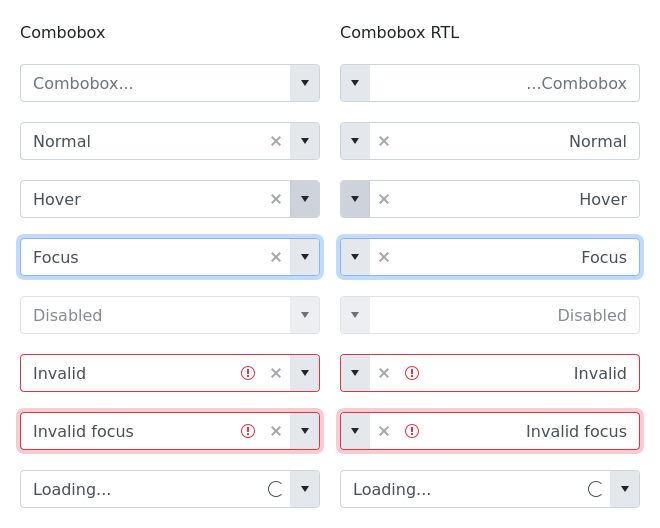 Combobox
Combobox RTL
Combobox...
...Combobox
Normal
Normal
Hover
Hover
Focus
Focus
Disabled
Disabled
Invalid
Invalid
Invalid focus
Invalid focus
Loading...
Loading...